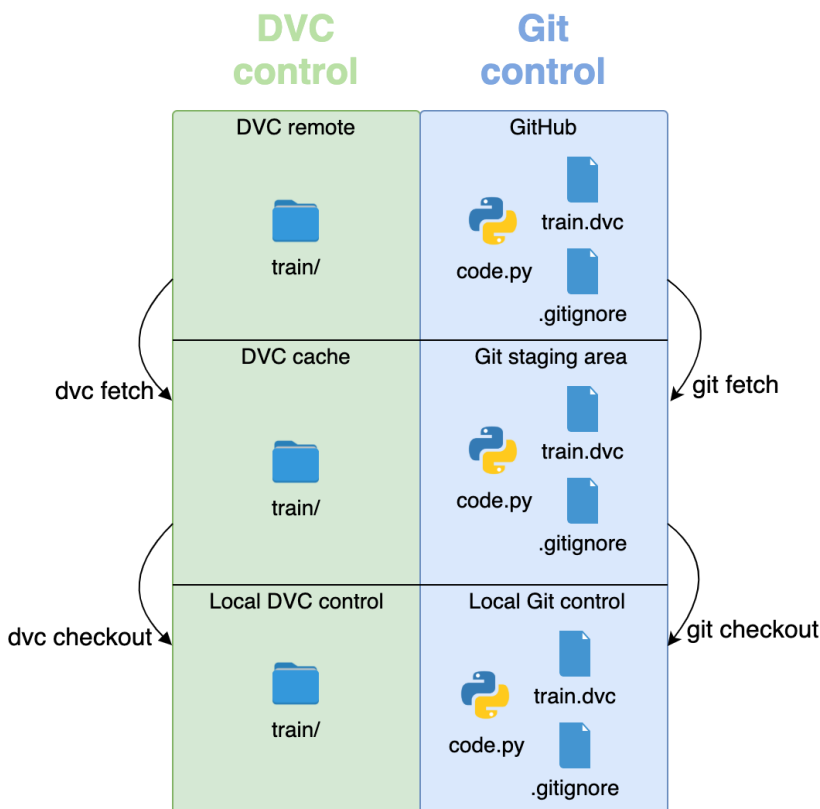 DVC
control
Git
control
DVC remote
GitHub
train/
code.py
train.dvc
.gitignore
dvc fetch
git fetch
DVC cache
Git staging area
train/
code.py
train.dvc
.gitignore
dvc checkout
git checkout
Local DVC control
Local Git control
train/
code.py
train.dvc
.gitignore